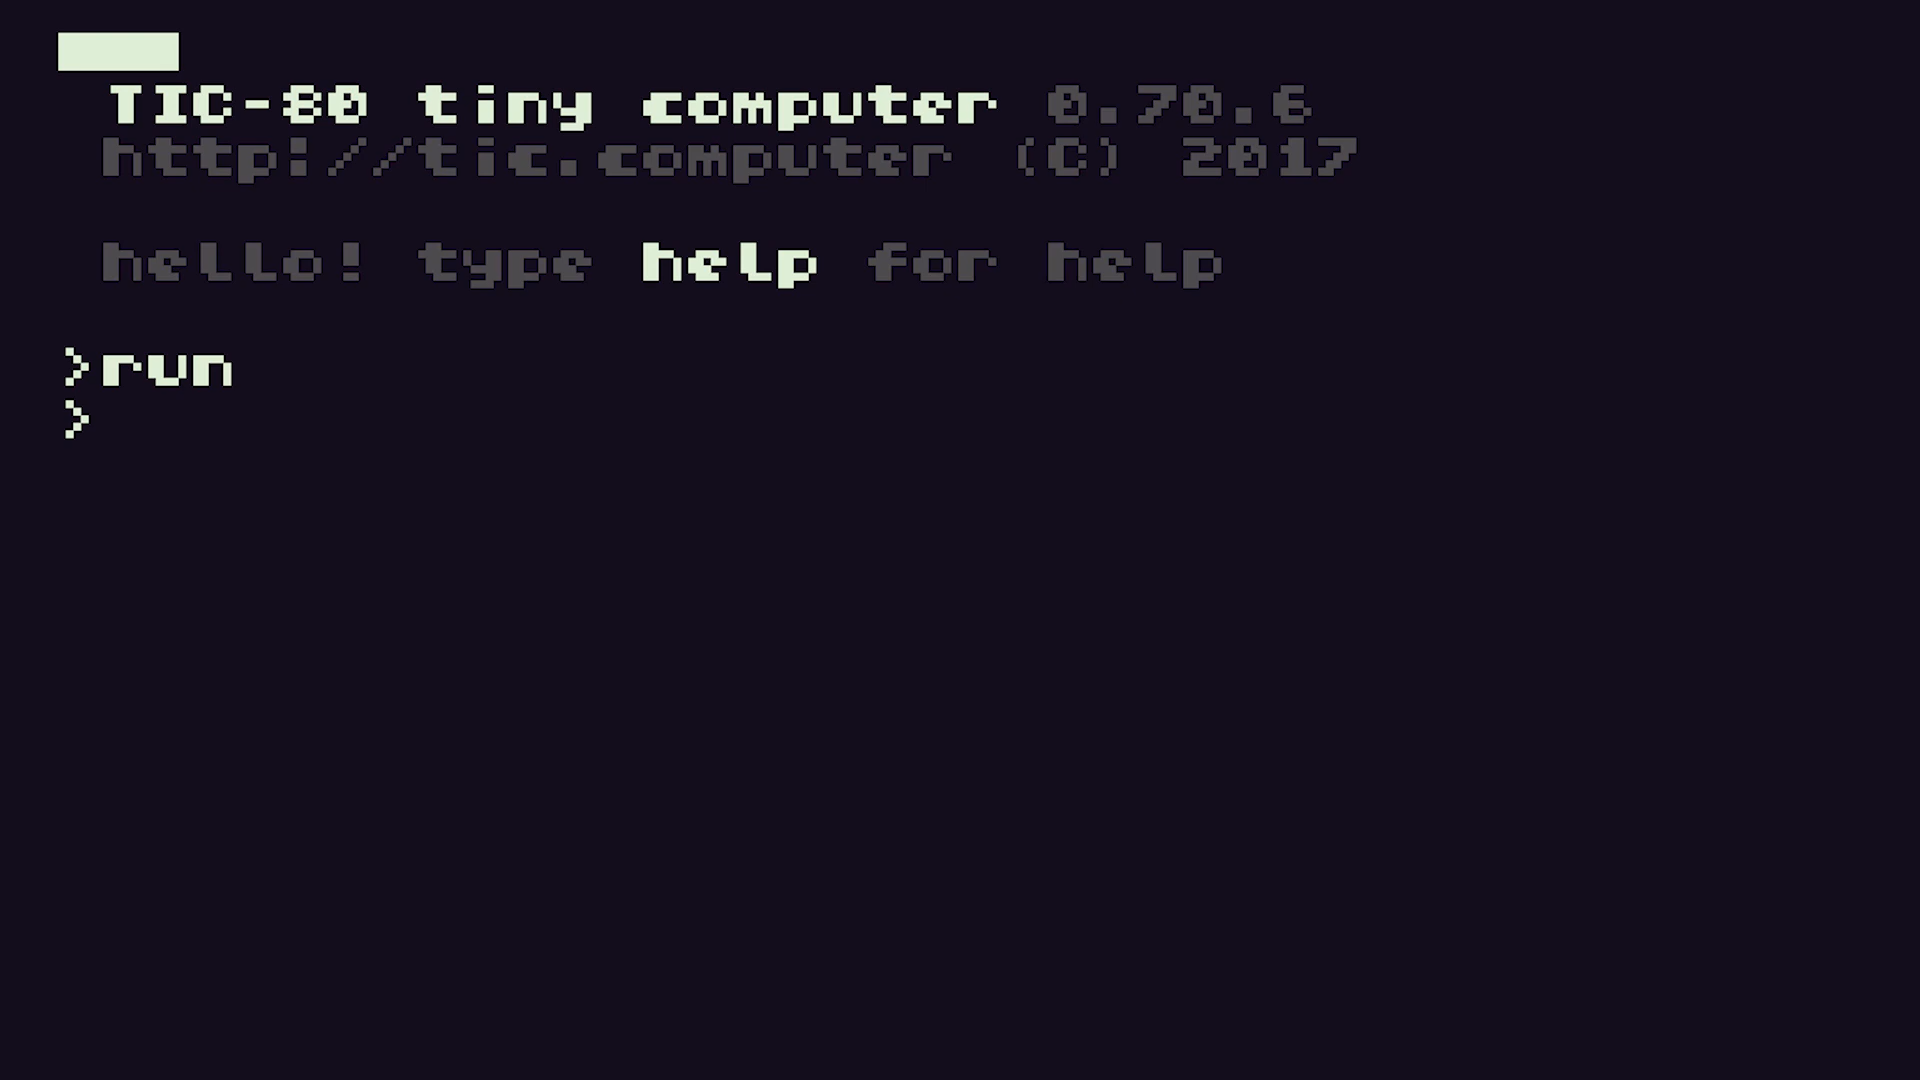 TIC-80 tiny computer 0.70.6
http://tic.computer (C) 2017
hello! type help for help
>run
>